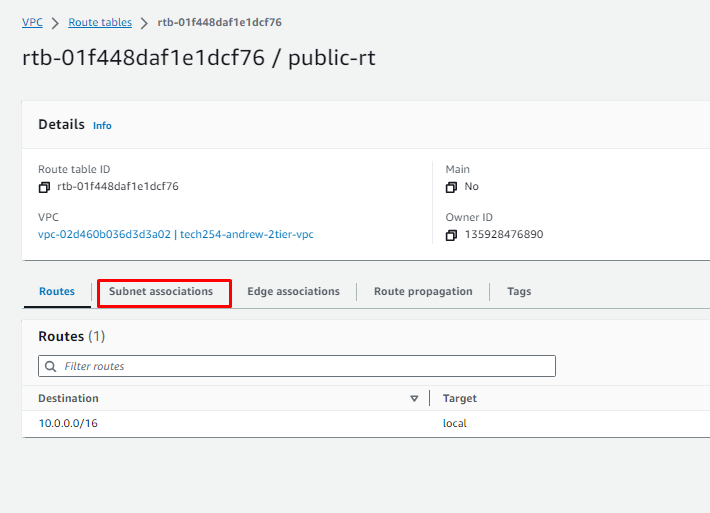 VPC > Route tables > rtb-01f448daf1e1dcf76
rtb-01f448daf1e1dcf76 / public-rt
Details Info
Route table ID
rtb-01f448daf1e1dcf76
Main
No
VPC
vpc-02d460b036d3d3a02 | tech254-andrew-2tier-vpc
Owner ID
135928476890
Routes Subnet associations Edge associations Route propagation Tags
Routes (1)
Filter routes
Destination Target
10.0.0.0/16 local